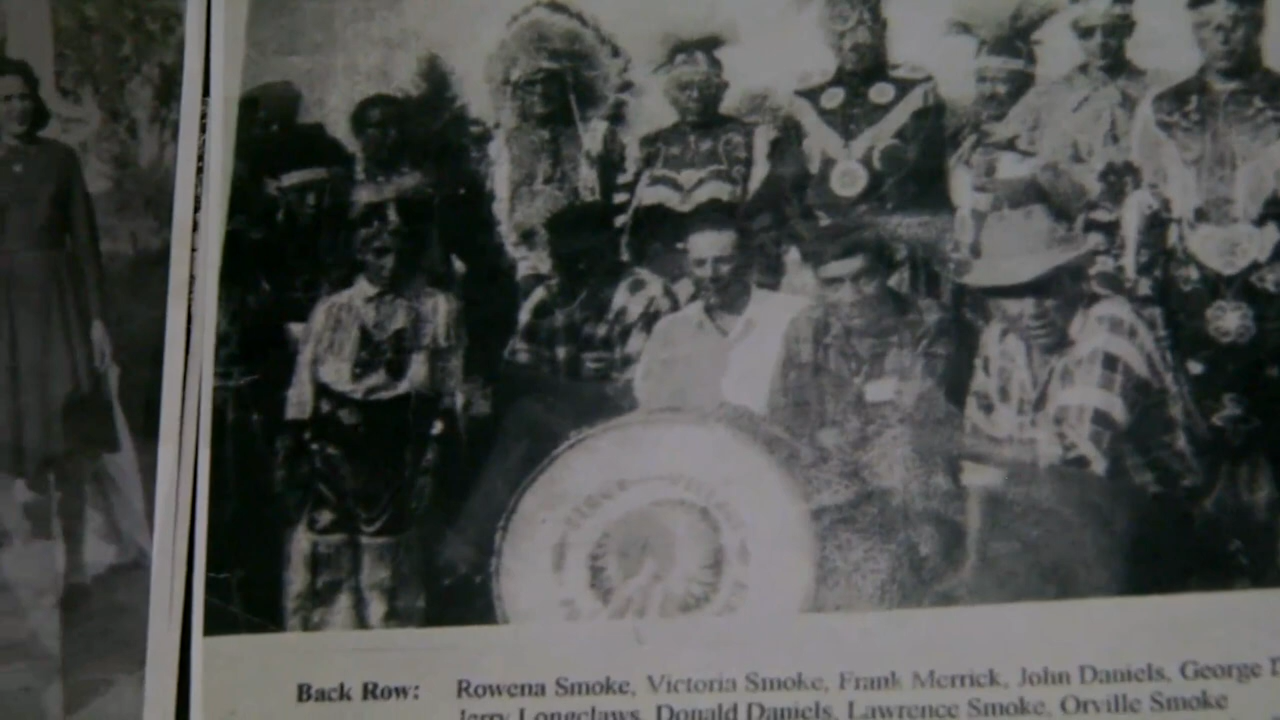 Back Row: Rowena Smoke, Victoria Smoke, Frank Merrick, John Daniels, George
Jerry Longclaws, Donald Daniels, Lawrence Smoke, Orville Smoke